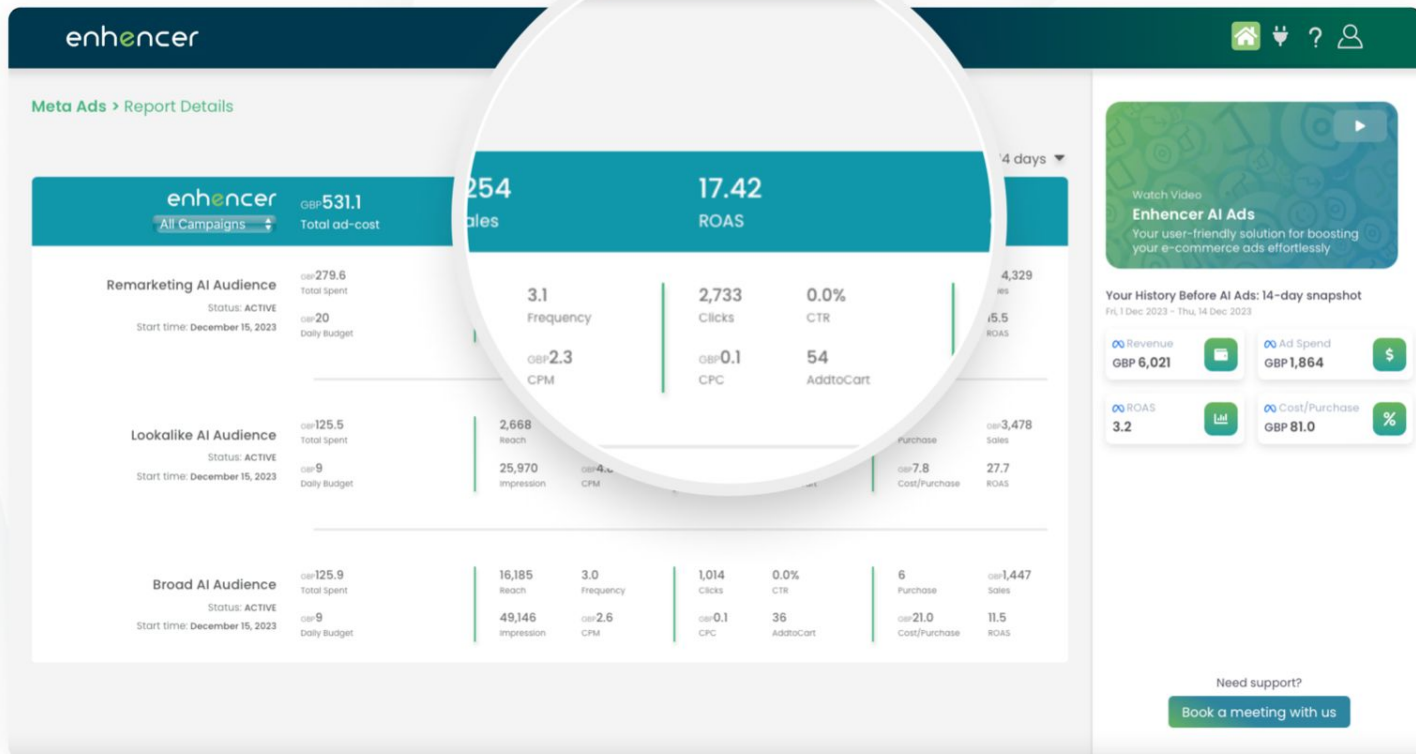 enhencer
?
Meta Ads > Report Details
4 days
enhencer
All Campaigns
GBP531.1
Total ad-cost
254
ales
17.42
ROAS
Remarketing AI Audience
Status: ACTIVE
Start time: December 15, 2023
GBP279.6
Total Spent
GBP20
Daily Budget
3.1
Frequency
GBP2.3
CPM
2,733
Clicks
0.0%
CTR
GBP0.1
CPC
54
AddtoCart
4,329
ROAS
Lookalike AI Audience
Status: ACTIVE
Start time: December 15, 2023
GBP125.5
Total Spent
GBP9
Daily Budget
2,668
Reach
25,970
Impression
CPM
Purchase
GBP3,478
Sales
GBP7.8
Cost/Purchase
27.7
ROAS
Broad AI Audience
Status: ACTIVE
Start time: December 15, 2023
GBP125.9
Total Spent
GBP9
Daily Budget
16,185
Reach
3.0
Frequency
49,146
Impression
GBP2.6
CPM
1,014
Clicks
0.0%
CTR
GBP0.1
CPC
36
AddtoCart
6
Purchase
GBP1,447
Sales
GBP21.0
Cost/Purchase
11.5
ROAS
Watch Video
Enhencer AI Ads
Your user-friendly solution for boosting
your e-commerce ads effortlessly
Your History Before AI Ads: 14-day snapshot
Fri, 1 Dec 2023 - Thu, 14 Dec 2023
Revenue
GBP 6,021
Ad Spend
GBP 1,864
$
ROAS
3.2
Cost/Purchase
GBP 81.0
%
Need support?
Book a meeting with us